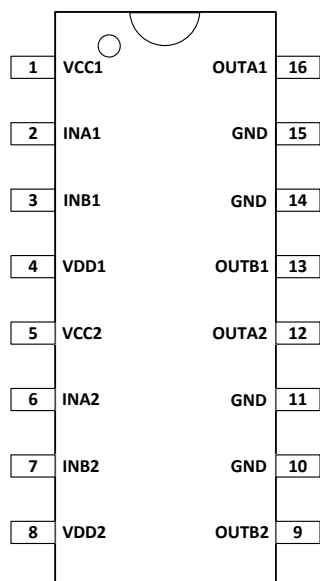 1 VCC1 OUTA1 16
2 INA1 GND 15
3 INB1 GND 14
4 VDD1 OUTB1 13
5 VCC2 OUTA2 12
6 INA2 GND 11
7 INB2 GND 10
8 VDD2 OUTB2 9